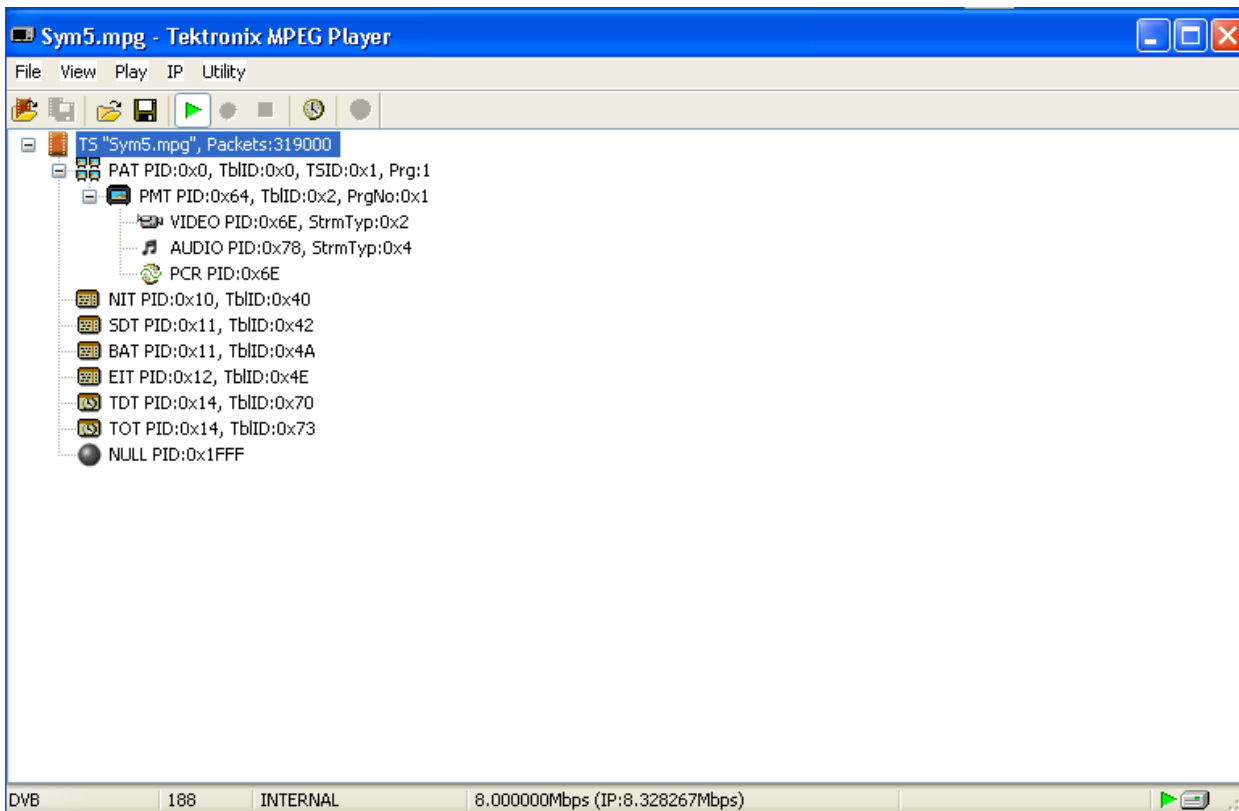 Sym5.mpg - Tektronix MPEG Player
File View Play IP Utility
TS "Sym5.mpg", Packets:319000
PAT PID:0x0, TblID:0x0, TSID:0x1, Prg:1
PMT PID:0x64, TblID:0x2, PrgNo:0x1
VIDEO PID:0x6E, StrmTyp:0x2
AUDIO PID:0x78, StrmTyp:0x4
PCR PID:0x6E
NIT PID:0x10, TblID:0x40
SDT PID:0x11, TblID:0x42
BAT PID:0x11, TblID:0x4A
EIT PID:0x12, TblID:0x4E
TDT PID:0x14, TblID:0x70
TOT PID:0x14, TblID:0x73
NULL PID:0x1FFF
DVB 188 INTERNAL 8.000000Mbps (IP:8.328267Mbps)